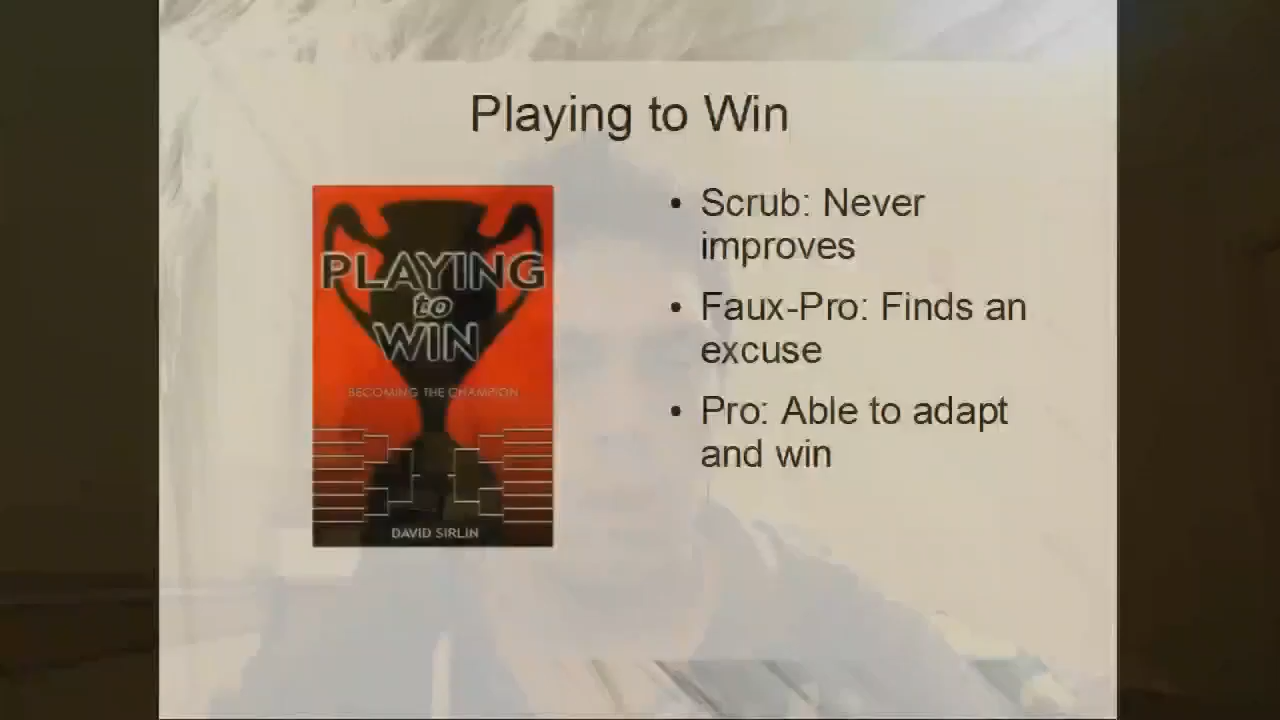 Playing to Win
PLAYING
to
WIN
BECOMING THE CHAMPION
DAVID SIRLIN
• Scrub: Never
improves
• Faux-Pro: Finds an
excuse
• Pro: Able to adapt
and win